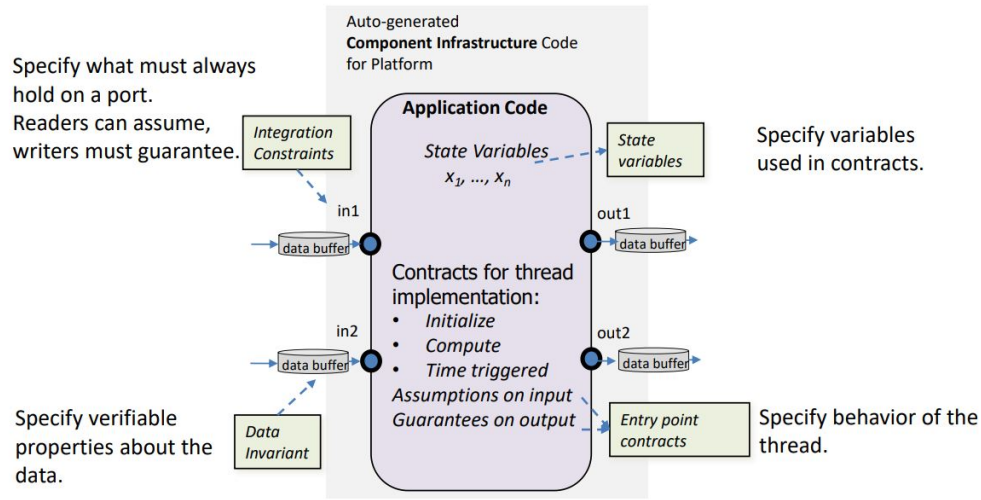 Auto-generated
Component Infrastructure Code
for Platform
Specify what must always
hold on a port.
Readers can assume,
writers must guarantee.
Integration
Constraints
Application Code
State Variables
x1, ..., xn
State
variables
Specify variables
used in contracts.
in1
data buffer
out1
data buffer
Contracts for thread
implementation:
• Initialize
• Compute
• Time triggered
Assumptions on input
Guarantees on output
in2
data buffer
out2
data buffer
Specify verifiable
properties about the
data.
Data
Invariant
Entry point
contracts
Specify behavior of the
thread.